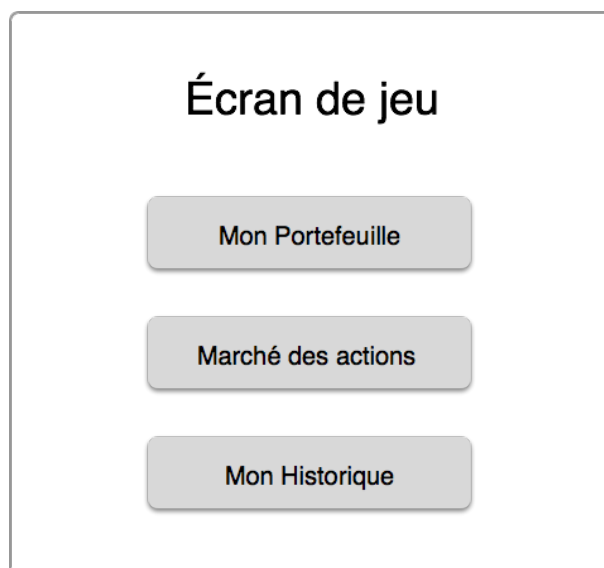 Écran de jeu
Mon Portefeuille
Marché des actions
Mon Historique